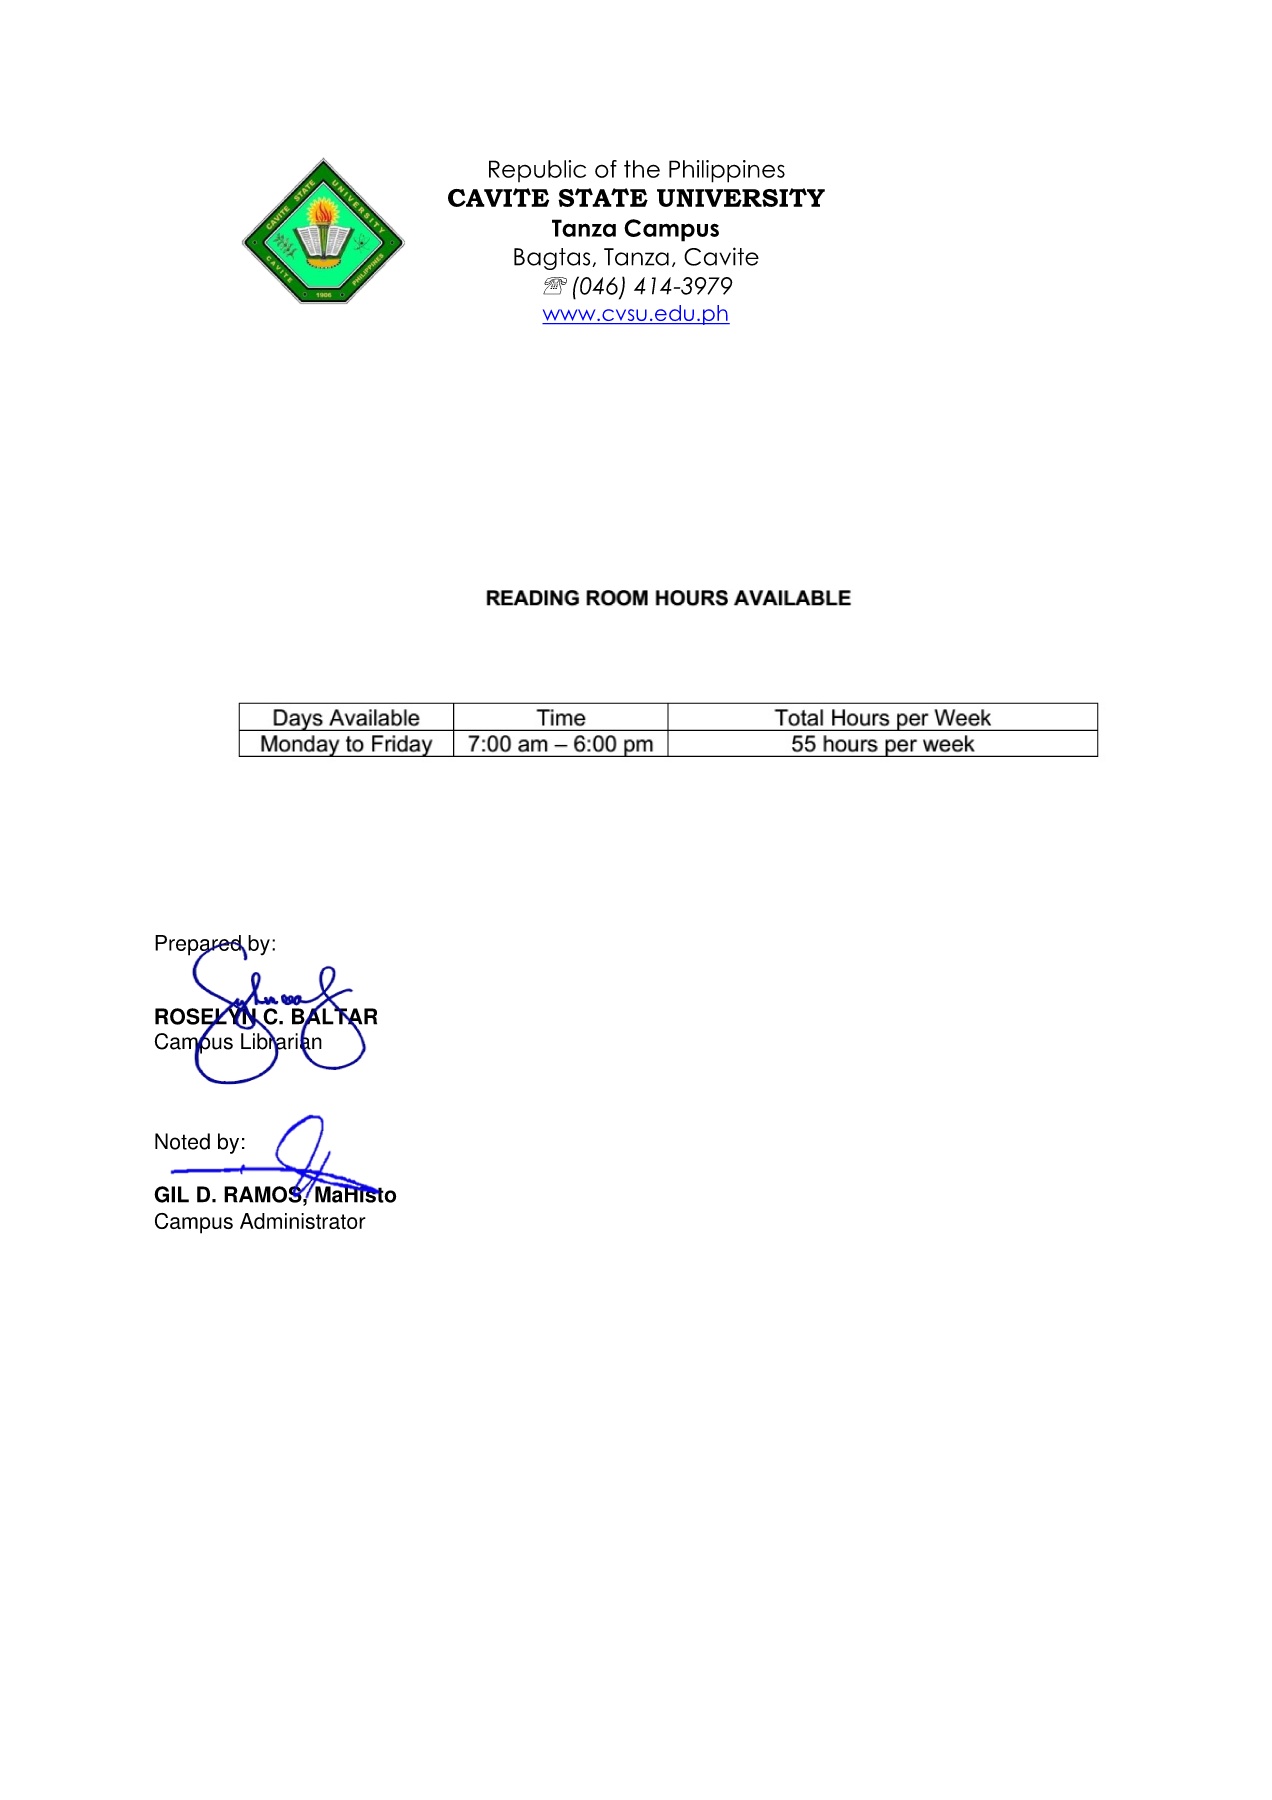 Republic of the Philippines
CAVITE STATE UNIVERSITY
Tanza Campus
Bagtas, Tanza, Cavite
☏ (046) 414-3979
www.cvsu.edu.ph
CAVITE STATE UNIVERSITY
CAVITE PHILIPPINES
1906
READING ROOM HOURS AVAILABLE
Days Available Time Total Hours per Week
Monday to Friday 7:00 am – 6:00 pm 55 hours per week
Prepared by:
ROSELYN C. BALTAR
Campus Librarian
Noted by:
GIL D. RAMOS, MaHisto
Campus Administrator